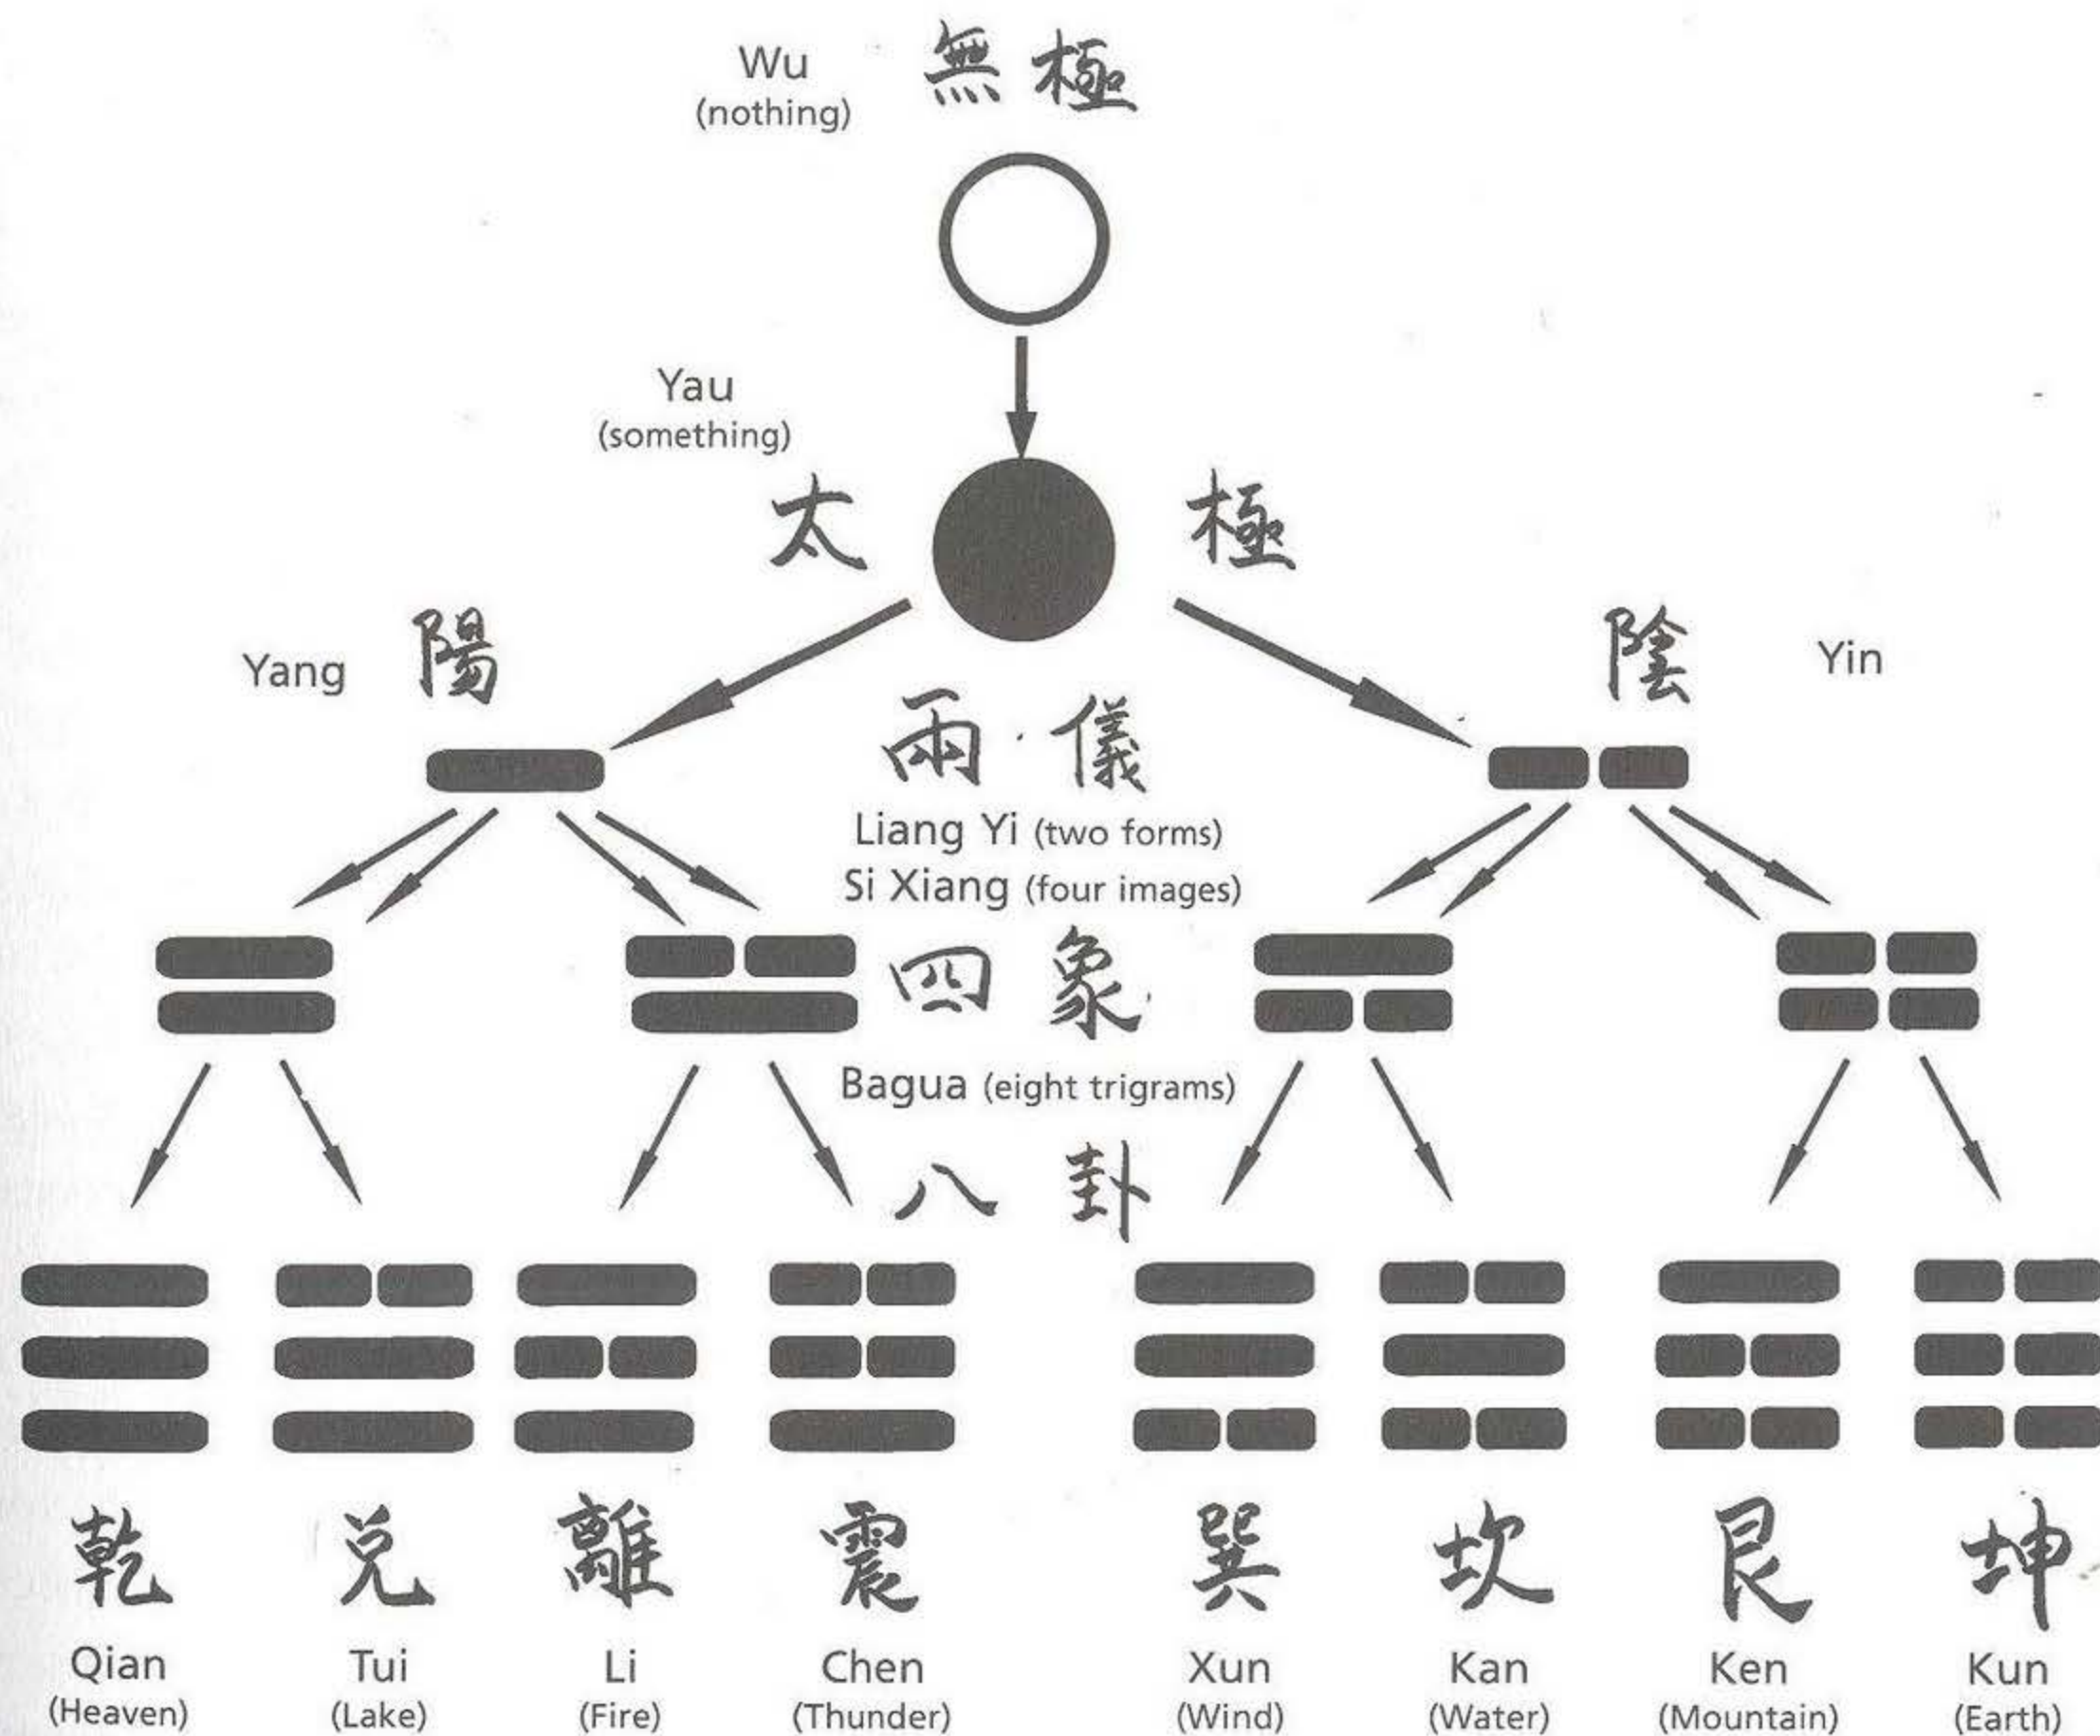 Wu 無極
(nothing)
Yau
(something)
太 極
Yang 陽
陰 Yin
兩 · 儀
Liang Yi (two forms)
Si Xiang (four images)
四 象
Bagua (eight trigrams)
八 卦
乾 兑 離 震 巽 坎 艮 坤
Qian Tui Li Chen Xun Kan Ken Kun
(Heaven) (Lake) (Fire) (Thunder) (Wind) (Water) (Mountain) (Earth)